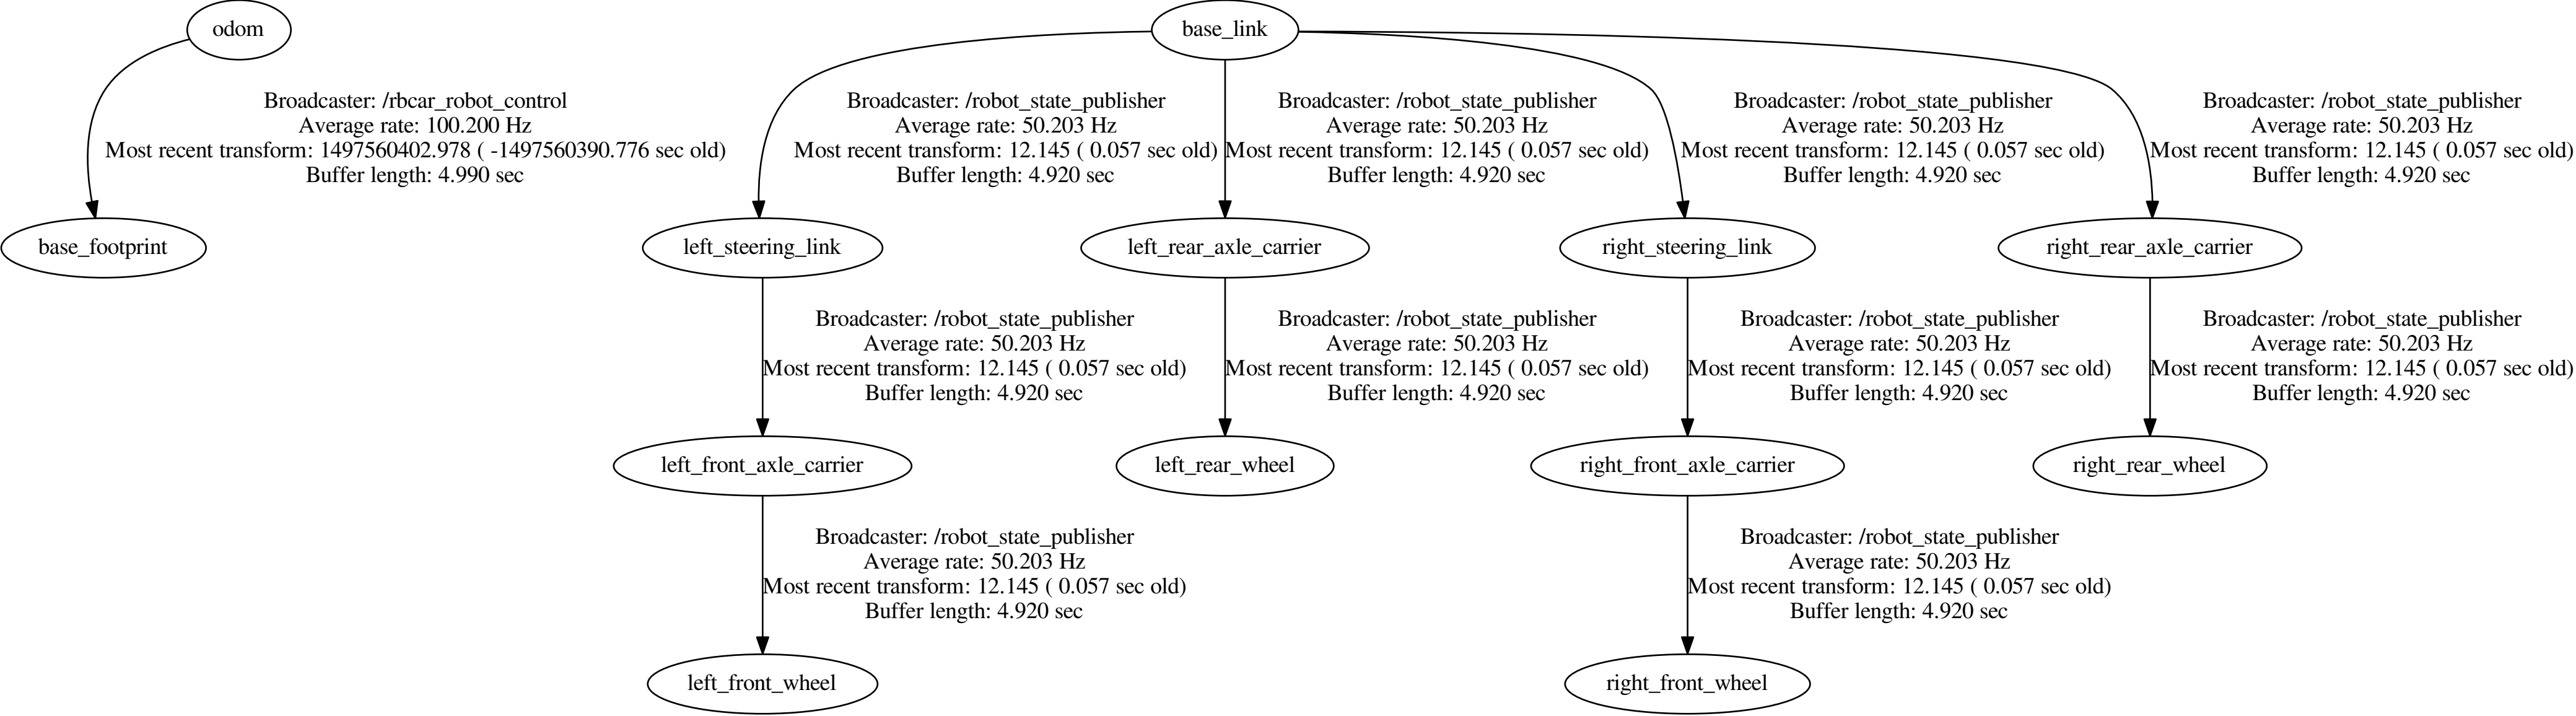 odom
base_link
Broadcaster: /rbcar_robot_control
Average rate: 100.200 Hz
Most recent transform: 1497560402.978 ( -1497560390.776 sec old)
Buffer length: 4.990 sec
Broadcaster: /robot_state_publisher
Average rate: 50.203 Hz
Most recent transform: 12.145 ( 0.057 sec old)
Buffer length: 4.920 sec
Broadcaster: /robot_state_publisher
Average rate: 50.203 Hz
Most recent transform: 12.145 ( 0.057 sec old)
Buffer length: 4.920 sec
Broadcaster: /robot_state_publisher
Average rate: 50.203 Hz
Most recent transform: 12.145 ( 0.057 sec old)
Buffer length: 4.920 sec
Broadcaster: /robot_state_publisher
Average rate: 50.203 Hz
Most recent transform: 12.145 ( 0.057 sec old)
Buffer length: 4.920 sec
base_footprint
left_steering_link
left_rear_axle_carrier
right_steering_link
right_rear_axle_carrier
Broadcaster: /robot_state_publisher
Average rate: 50.203 Hz
Most recent transform: 12.145 ( 0.057 sec old)
Buffer length: 4.920 sec
Broadcaster: /robot_state_publisher
Average rate: 50.203 Hz
Most recent transform: 12.145 ( 0.057 sec old)
Buffer length: 4.920 sec
Broadcaster: /robot_state_publisher
Average rate: 50.203 Hz
Most recent transform: 12.145 ( 0.057 sec old)
Buffer length: 4.920 sec
Broadcaster: /robot_state_publisher
Average rate: 50.203 Hz
Most recent transform: 12.145 ( 0.057 sec old)
Buffer length: 4.920 sec
left_front_axle_carrier
left_rear_wheel
right_front_axle_carrier
right_rear_wheel
Broadcaster: /robot_state_publisher
Average rate: 50.203 Hz
Most recent transform: 12.145 ( 0.057 sec old)
Buffer length: 4.920 sec
Broadcaster: /robot_state_publisher
Average rate: 50.203 Hz
Most recent transform: 12.145 ( 0.057 sec old)
Buffer length: 4.920 sec
left_front_wheel
right_front_wheel